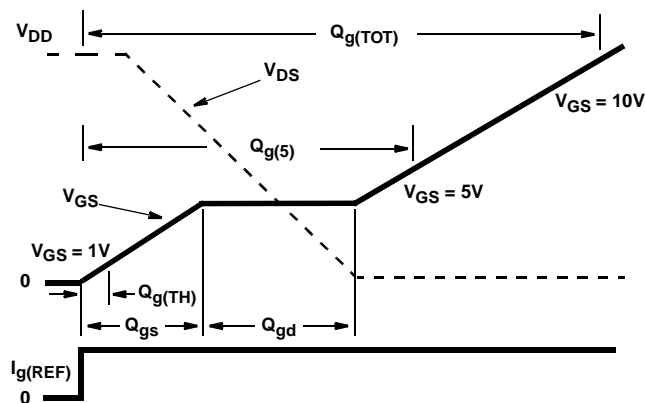 V_DD
Q_g(TOT)
V_DS
V_GS = 10V
Q_g(5)
V_GS
V_GS = 5V
V_GS = 1V
0
Q_g(TH)
Q_gs
Q_gd
I_g(REF)
0